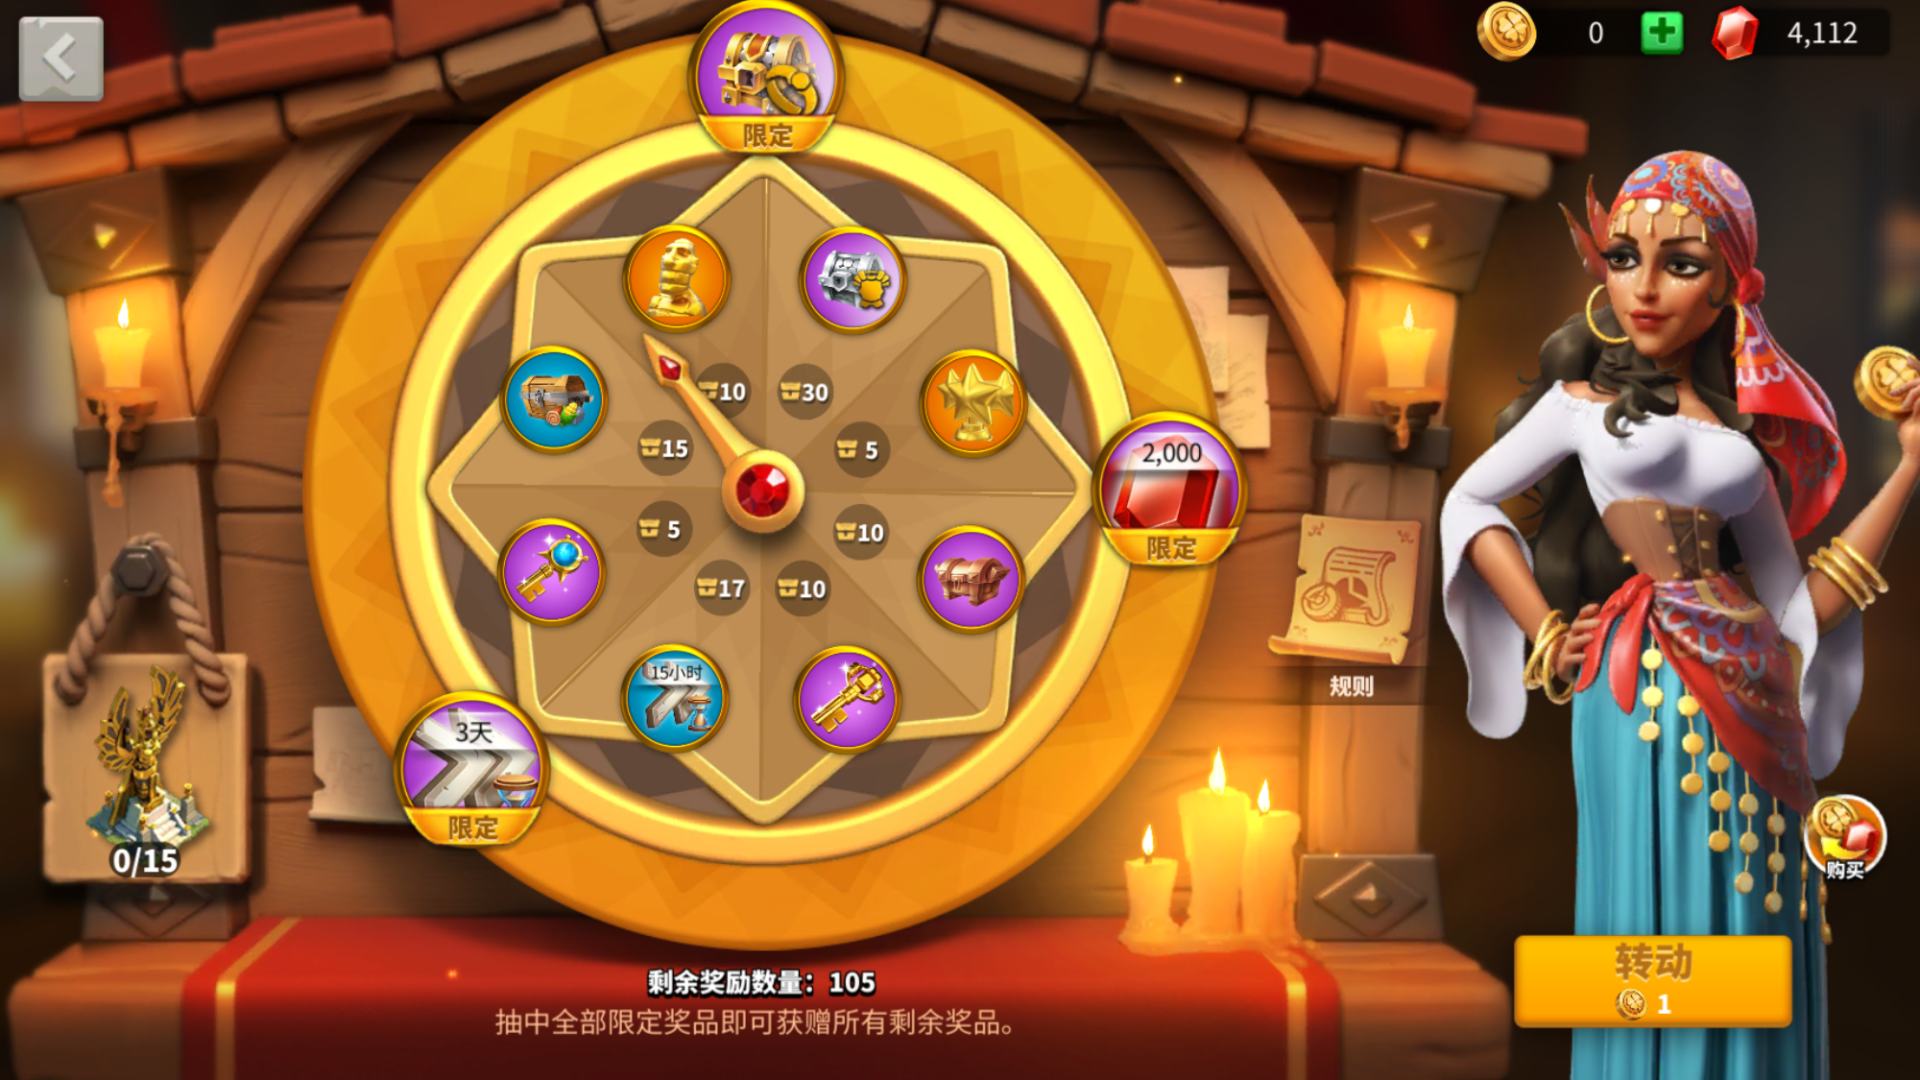 0
4,112
限定
10
30
15
5
2,000
限定
5
10
17
10
15小时
3天
限定
规则
0/15
购买
转动
1
剩余奖励数量：105
抽中全部限定奖品即可获赠所有剩余奖品。